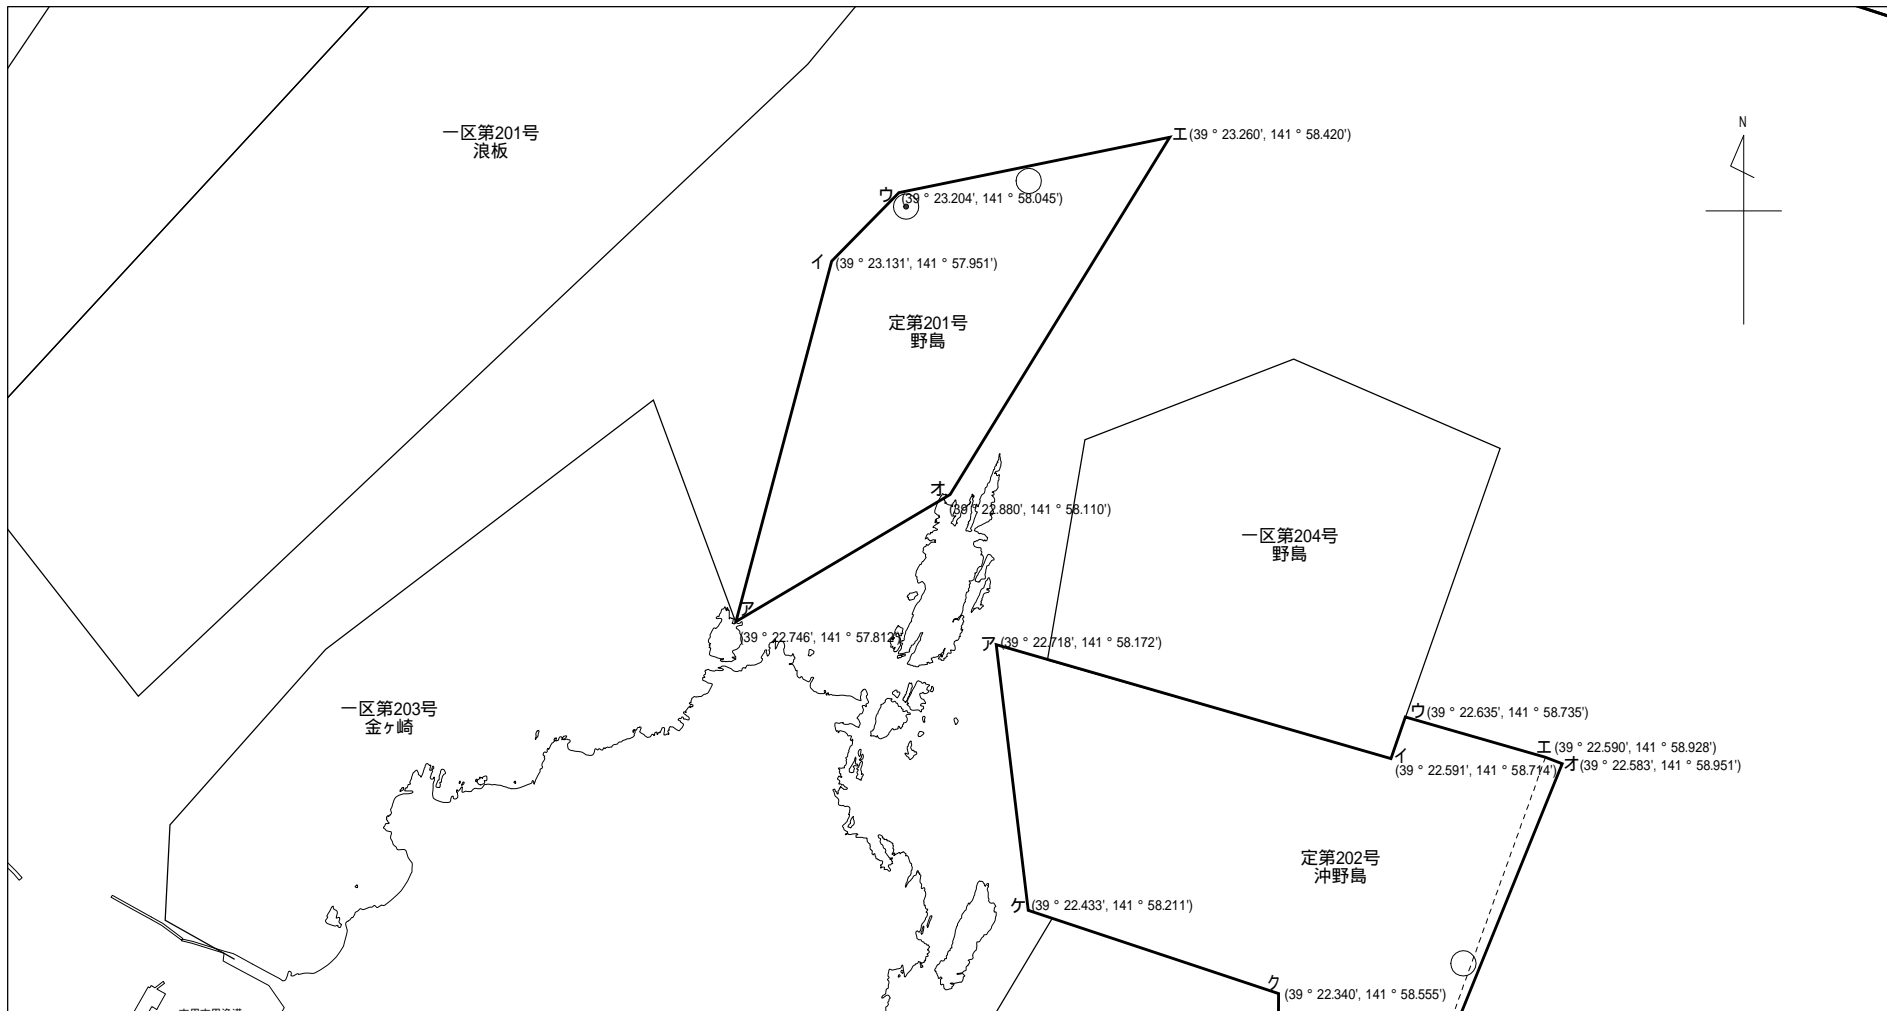 一区第201号
浪板
エ(39 ° 23.260', 141 ° 58.420')
N
ウ(39 ° 23.204', 141 ° 58.045')
イ(39 ° 23.131', 141 ° 57.951')
定第201号
野島
オ(39 ° 22.880', 141 ° 58.110')
一区第204号
野島
ア(39 ° 22.746', 141 ° 57.812')
ア(39 ° 22.718', 141 ° 58.172')
一区第203号
金ヶ崎
ウ(39 ° 22.635', 141 ° 58.735')
エ(39 ° 22.590', 141 ° 58.928')
イ(39 ° 22.591', 141 ° 58.714')
オ(39 ° 22.583', 141 ° 58.951')
定第202号
沖野島
ケ(39 ° 22.433', 141 ° 58.211')
ク(39 ° 22.340', 141 ° 58.555')